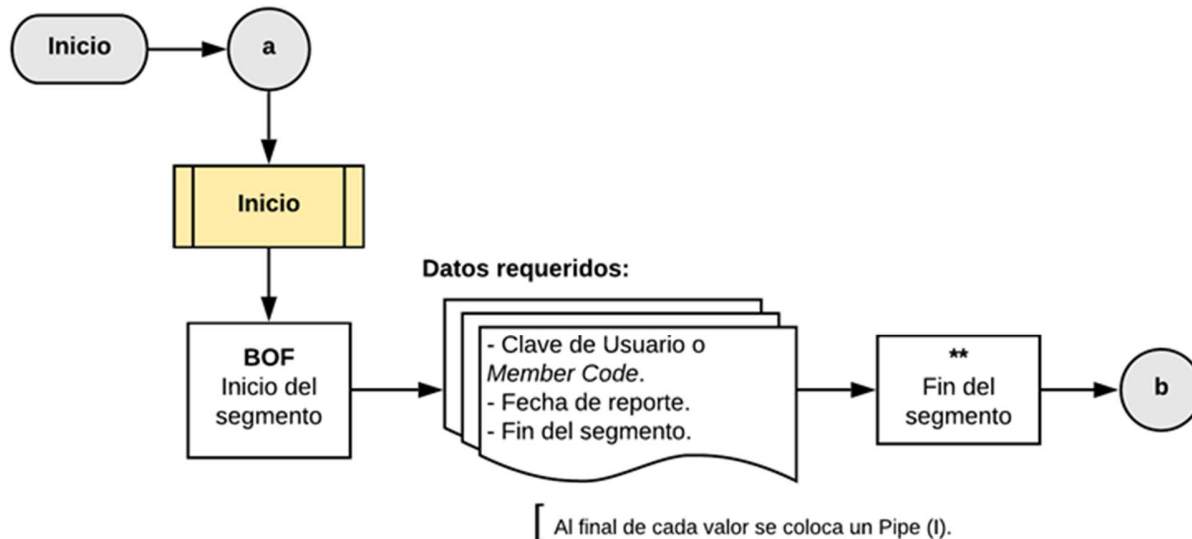 Inicio
a
Inicio
Datos requeridos:
BOF
Inicio del
segmento
- Clave de Usuario o
Member Code.
- Fecha de reporte.
- Fin del segmento.
**
Fin del
segmento
b
Al final de cada valor se coloca un Pipe (I).